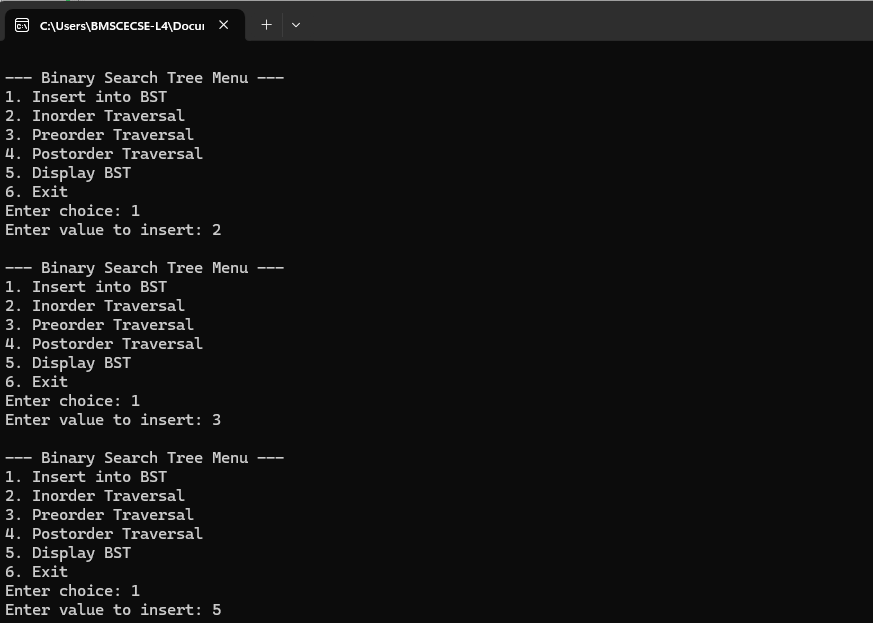 C:\Users\BMSCECSE-L4\Docu
--- Binary Search Tree Menu ---
1. Insert into BST
2. Inorder Traversal
3. Preorder Traversal
4. Postorder Traversal
5. Display BST
6. Exit
Enter choice: 1
Enter value to insert: 2
--- Binary Search Tree Menu ---
1. Insert into BST
2. Inorder Traversal
3. Preorder Traversal
4. Postorder Traversal
5. Display BST
6. Exit
Enter choice: 1
Enter value to insert: 3
--- Binary Search Tree Menu ---
1. Insert into BST
2. Inorder Traversal
3. Preorder Traversal
4. Postorder Traversal
5. Display BST
6. Exit
Enter choice: 1
Enter value to insert: 5